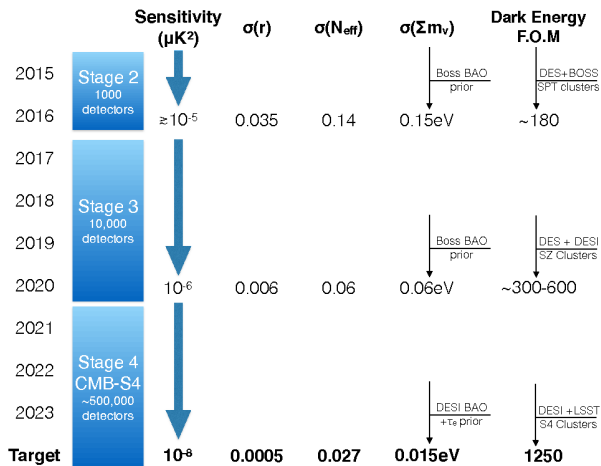 Sensitivity (μK²) σ(r) σ(Neff) σ(Σmν) Dark Energy F.O.M
2015 Stage 2 Boss BAO DES+BOSS
1000 detectors prior SPT clusters
2016 ≳10⁻⁵ 0.035 0.14 0.15eV ~180
2017
2018 Stage 3
10,000 detectors
2019 Boss BAO DES + DESI
prior SZ Clusters
2020 10⁻⁶ 0.006 0.06 0.06eV ~300-600
2021
2022 Stage 4
CMB-S4
~500,000 detectors
2023 DESI BAO DESI +LSST
+τe prior S4 Clusters
Target 10⁻⁸ 0.0005 0.027 0.015eV 1250